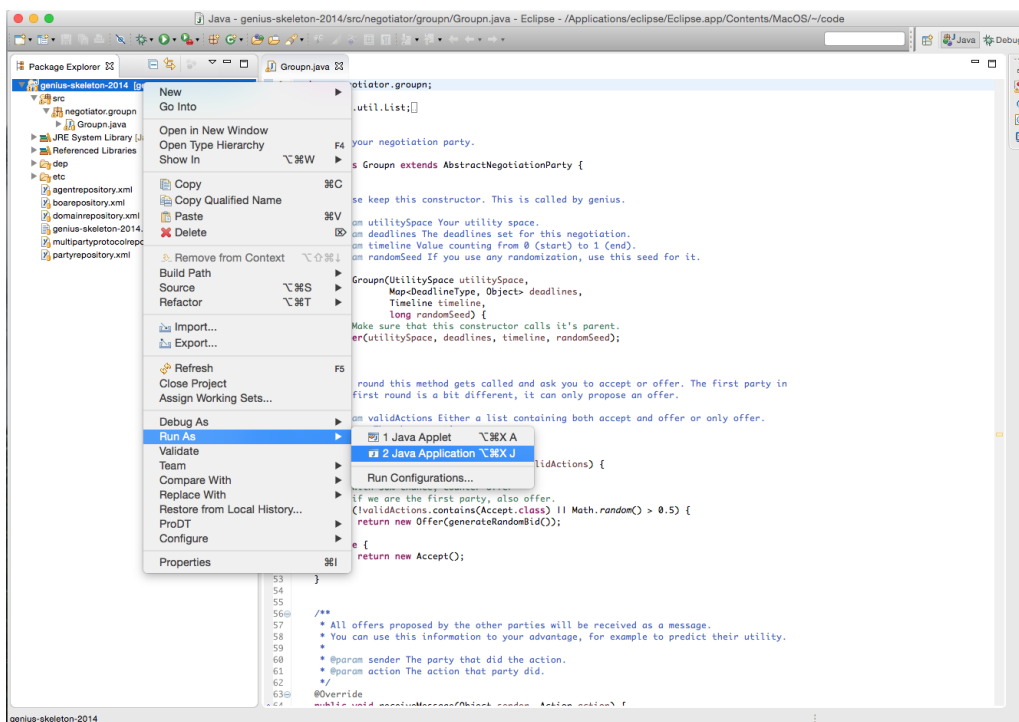 Java - genius-skeleton-2014/src/negotiator/groupn/Groupn.java - Eclipse - /Applications/eclipse/Eclipse.app/Contents/MacOS/~/code
Java
Debug
Package Explorer
Groupn.java
genius-skeleton-2014
src
negotiator.groupn
Groupn.java
JRE System Library
Referenced Libraries
dep
etc
agentrepository.xml
boarepository.xml
domainrepository.xml
genius-skeleton-2014.
multipartyprotocolrepo
partyrepository.xml
New
Go Into
Open in New Window
Open Type Hierarchy F4
Show In ⌥⌘W
Copy ⌘C
Copy Qualified Name
Paste ⌘V
Delete ⌦
Remove from Context ⌥⇧⌘↓
Build Path
Source ⌥⌘S
Refactor ⌥⌘T
Import...
Export...
Refresh F5
Close Project
Assign Working Sets...
Debug As
Run As
Validate
Team
Compare With
Replace With
Restore from Local History...
ProDT
Configure
Properties ⌘I
1 Java Applet ⌥⌘X A
2 Java Application ⌥⌘X J
Run Configurations...
otiator.groupn;
.util.List;
your negotiation party.
s Groupn extends AbstractNegotiationParty {
se keep this constructor. This is called by genius.
am utilitySpace Your utility space.
am deadlines The deadlines set for this negotiation.
am timeline Value counting from 0 (start) to 1 (end).
am randomSeed If you use any randomization, use this seed for it.
Groupn(UtilitySpace utilitySpace,
Map<DeadlineType, Object> deadlines,
Timeline timeline,
long randomSeed) {
Make sure that this constructor calls it's parent.
er(utilitySpace, deadlines, timeline, randomSeed);
round this method gets called and ask you to accept or offer. The first party in
first round is a bit different, it can only propose an offer.
am validActions Either a list containing both accept and offer or only offer.
lidActions) {
if we are the first party, also offer.
(!validActions.contains(Accept.class) || Math.random() > 0.5) {
return new Offer(generateRandomBid());
e {
return new Accept();
53 }
54
55
56 /**
57 * All offers proposed by the other parties will be received as a message.
58 * You can use this information to your advantage, for example to predict their utility.
59 *
60 * @param sender The party that did the action.
61 * @param action The action that party did.
62 */
63 @Override
64 public void receiveMessage(Object sender, Action action) {
genius-skeleton-2014